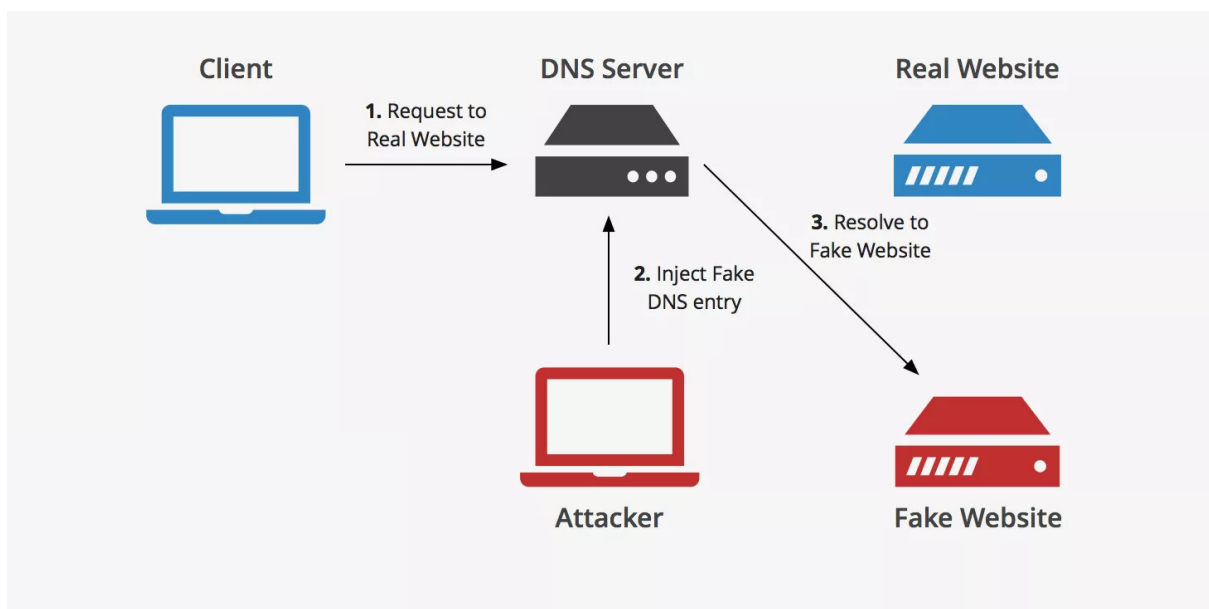 Client
DNS Server
Real Website
1. Request to
Real Website
3. Resolve to
Fake Website
2. Inject Fake
DNS entry
Attacker
Fake Website